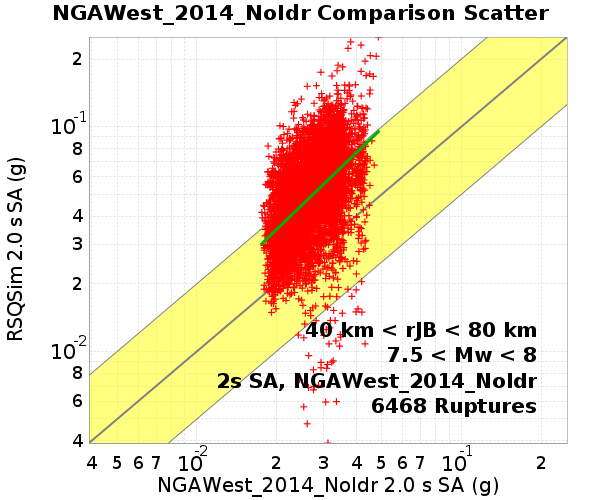 NGAWest_2014_NoIdr Comparison Scatter
RSQSim 2.0 s SA (g)
2
10^-1
8
6
4
3
2
10^-2
8
6
4
40 km < rJB < 80 km
7.5 < Mw < 8
2s SA, NGAWest_2014_NoIdr
6468 Ruptures
4 5 6 7 10^-2 2 3 4 5 6 7 10^-1 2
NGAWest_2014_NoIdr 2.0 s SA (g)